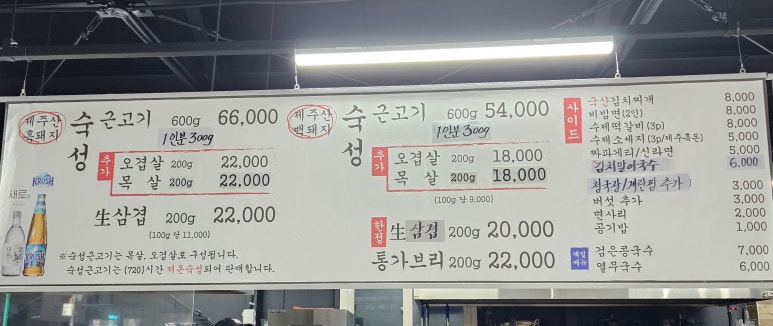 제주산
흑돼지
숙성
근고기 600g 66,000
1인분 300g
추가
오겹살 200g 22,000
목 살 200g 22,000
生삼겹 200g 22,000
(100g 당 11,000)
새로
KRUSH
KRUSH
※숙성근고기는 목살, 오겹살로 구성됩니다.
숙성근고기는 (720)시간 저온숙성되어 판매합니다.
제주산
백돼지
숙성
근고기 600g 54,000
1인분 300g
추가
오겹살 200g 18,000
목 살 200g 18,000
(100g 당 9,000)
한정
生삼겹 200g 20,000
통가브리 200g 22,000
사이드
국산김치찌개 8,000
비빔면(2인) 8,000
수제떡갈비(3p) 8,000
수제소세지(3p/제주흑돈) 5,000
짜파게티/신라면 5,000
김치말이국수 6,000
청국장/계란찜 추가) 3,000
버섯 추가 3,000
면사리 2,000
공기밥 1,000
계절
메뉴
검은콩국수 7,000
열무국수 6,000